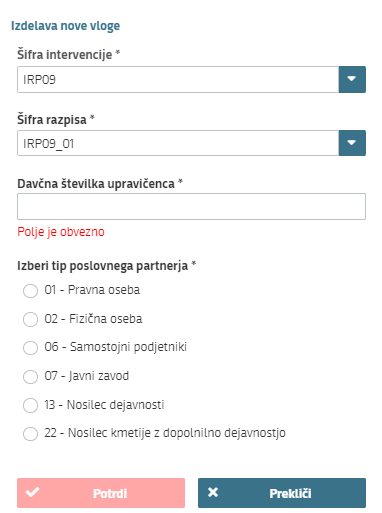 Izdelava nove vloge
Šifra intervencije *
IRP09
Šifra razpisa *
IRP09_01
Davčna številka upravičenca *
Polje je obvezno
Izberi tip poslovnega partnerja *
01 - Pravna oseba
02 - Fizična oseba
06 - Samostojni podjetniki
07 - Javni zavod
13 - Nosilec dejavnosti
22 - Nosilec kmetije z dopolnilno dejavnostjo
Potrdi
Prekliči